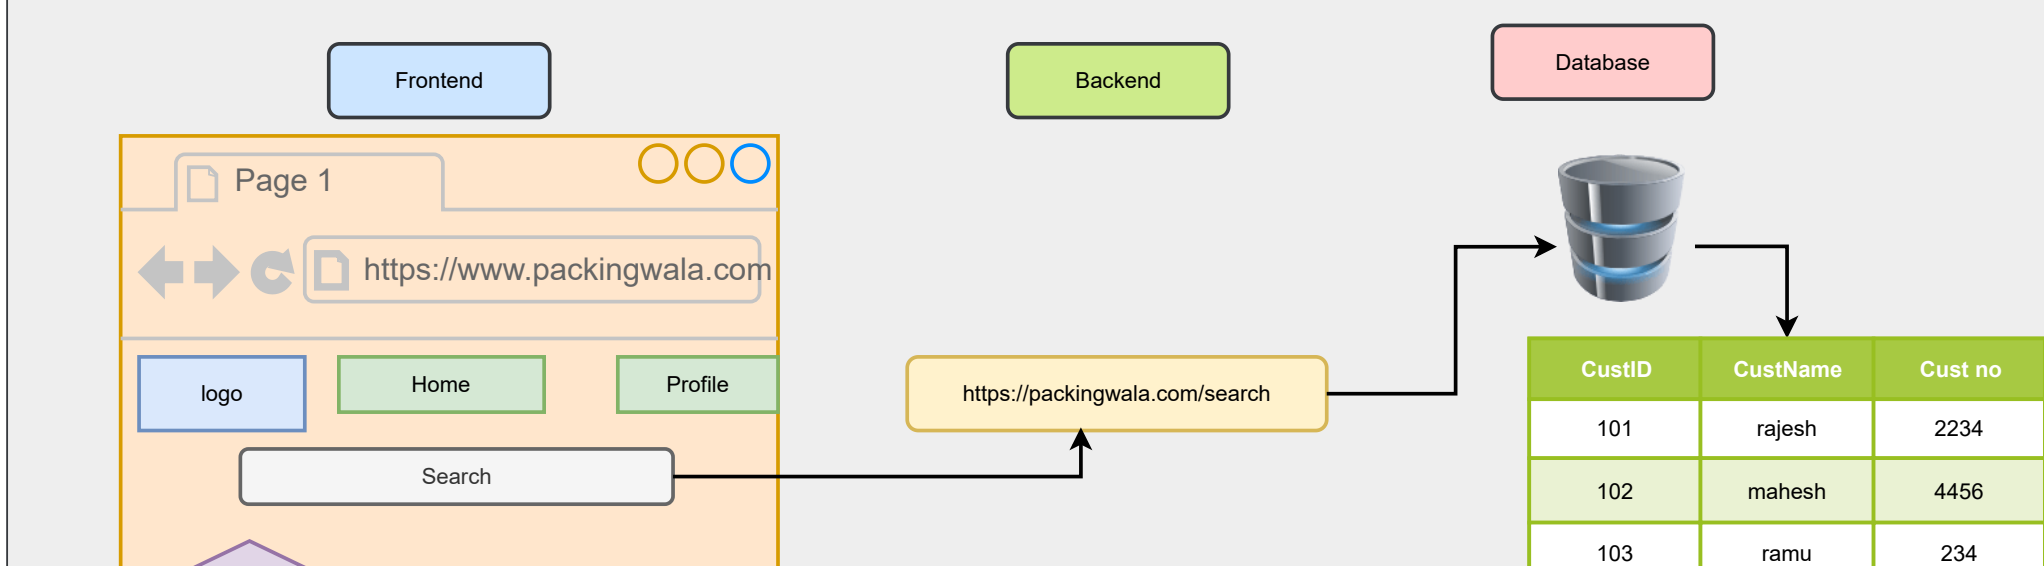 Frontend
Backend
Database
Page 1
https://www.packingwala.com
logo
Home
Profile
Search
https://packingwala.com/search
CustID CustName Cust no
101 rajesh 2234
102 mahesh 4456
103 ramu 234